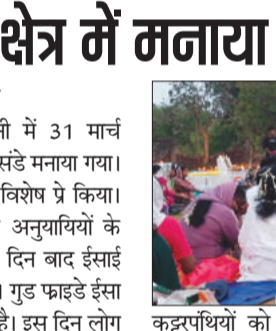 क्षेत्र में मनाया
में 31 मार्च
संडे मनाया गया।
विशेष प्रे किया।
अनुयायियों के
दिन बाद ईसाई
गुड फ्राइडे ईसा
है। इस दिन लोग
कट्टरपंथियों को